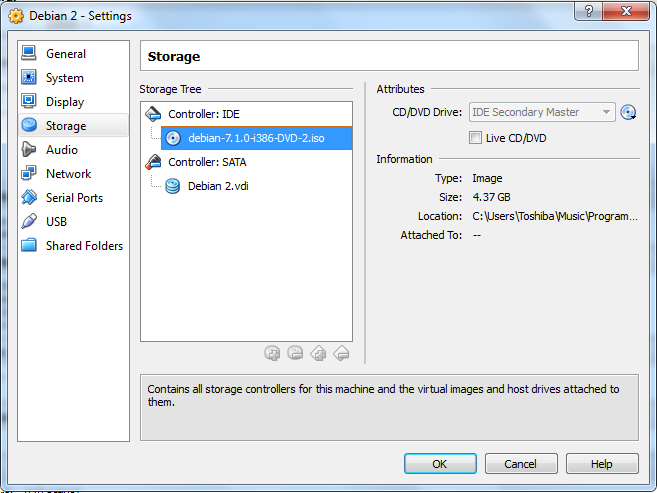 Debian 2 - Settings
?
General
System
Display
Storage
Audio
Network
Serial Ports
USB
Shared Folders
Storage
Storage Tree
Controller: IDE
debian-7.1.0-i386-DVD-2.iso
Controller: SATA
Debian 2.vdi
Attributes
CD/DVD Drive: IDE Secondary Master
Live CD/DVD
Information
Type: Image
Size: 4.37 GB
Location: C:\Users\Toshiba\Music\Program...
Attached To: --
Contains all storage controllers for this machine and the virtual images and host drives attached to
them.
OK Cancel Help